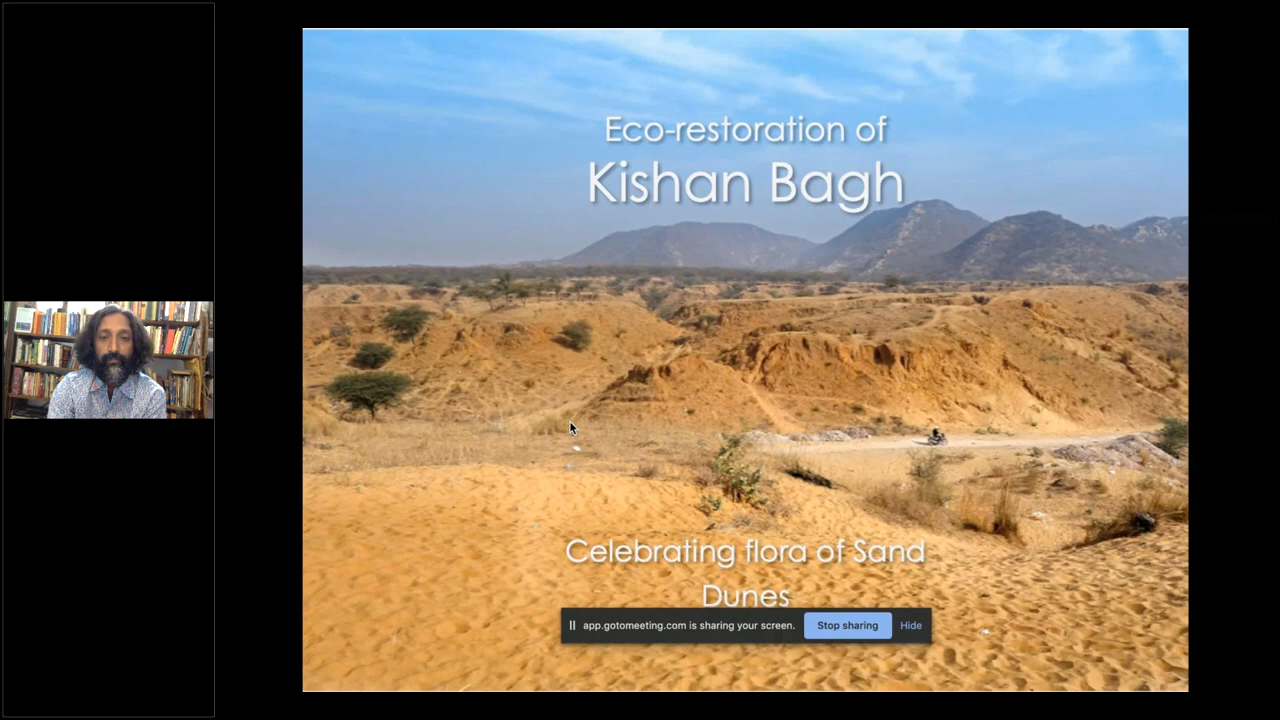 Eco-restoration of
Kishan Bagh
Celebrating flora of Sand
Dunes
app.gotomeeting.com is sharing your screen.
Stop sharing
Hide